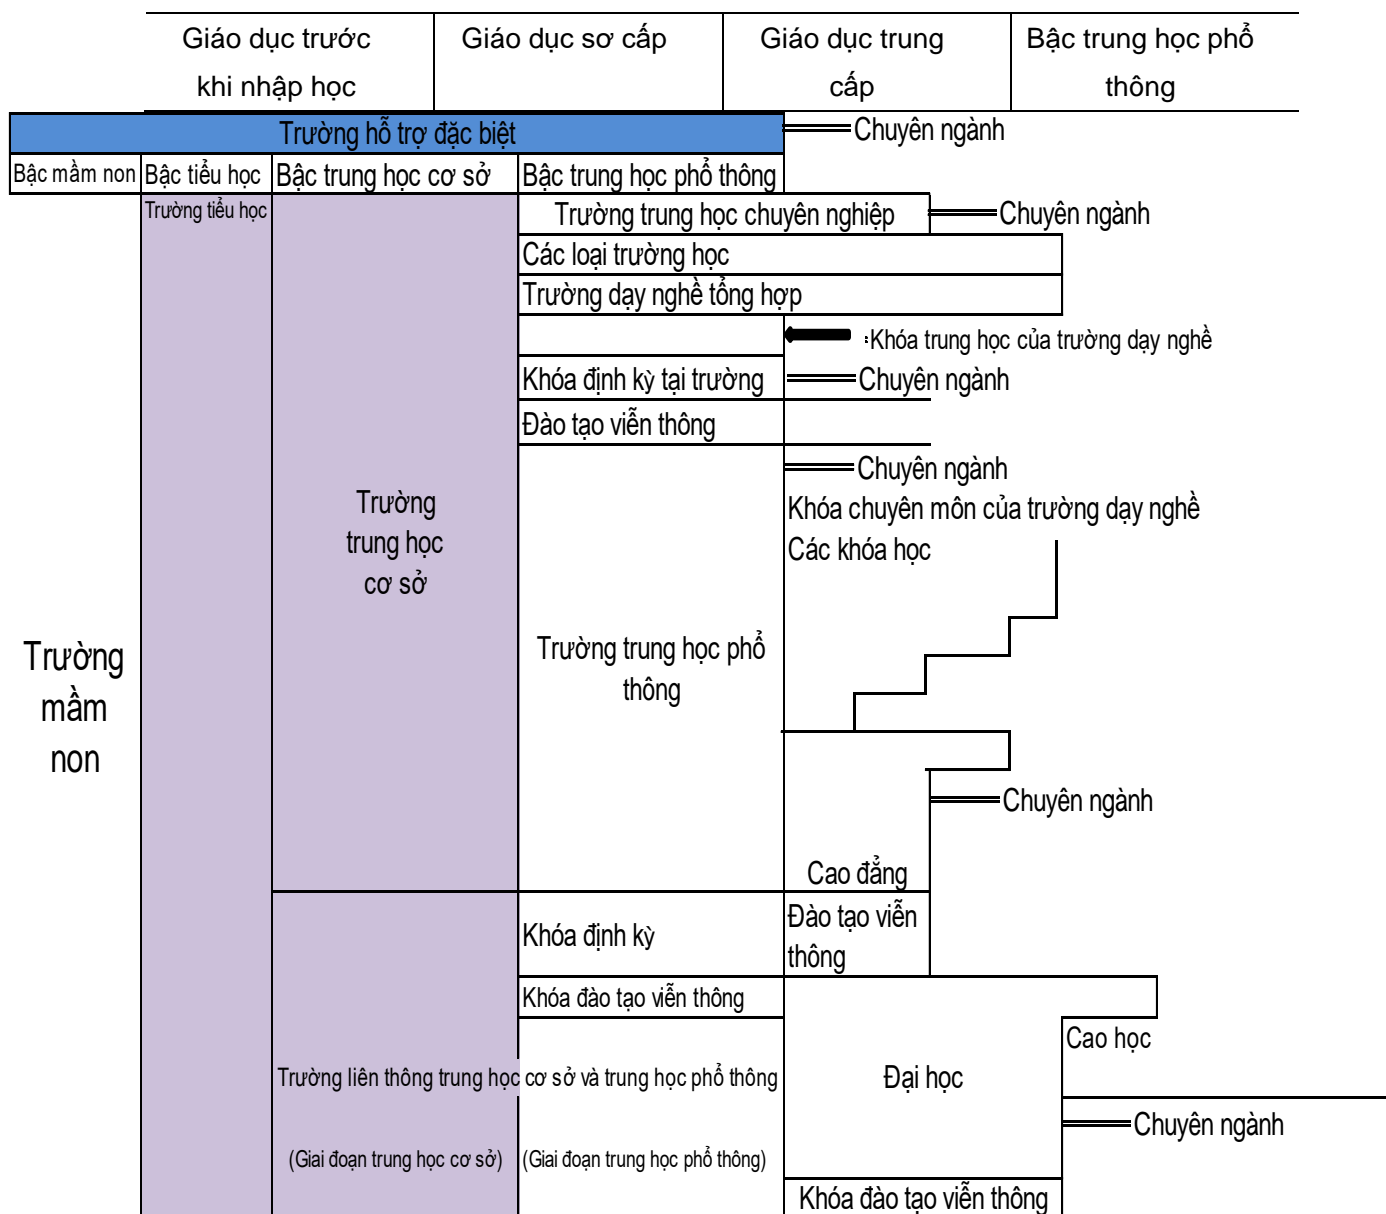 Giáo dục trước
khi nhập học
Giáo dục sơ cấp
Giáo dục trung
cấp
Bậc trung học phổ
thông
Trường hỗ trợ đặc biệt
Chuyên ngành
Bậc mầm non
Bậc tiểu học
Bậc trung học cơ sở
Bậc trung học phổ thông
Trường tiểu học
Trường trung học chuyên nghiệp
Chuyên ngành
Các loại trường học
Trường dạy nghề tổng hợp
Khóa trung học của trường dạy nghề
Khóa định kỳ tại trường
Chuyên ngành
Đào tạo viễn thông
Chuyên ngành
Trường
trung học
cơ sở
Khóa chuyên môn của trường dạy nghề
Các khóa học
Trường
mầm
non
Trường trung học phổ
thông
Chuyên ngành
Cao đẳng
Khóa định kỳ
Đào tạo viễn
thông
Khóa đào tạo viễn thông
Cao học
Trường liên thông trung học cơ sở và trung học phổ thông
Đại học
Chuyên ngành
(Giai đoạn trung học cơ sở)
(Giai đoạn trung học phổ thông)
Khóa đào tạo viễn thông